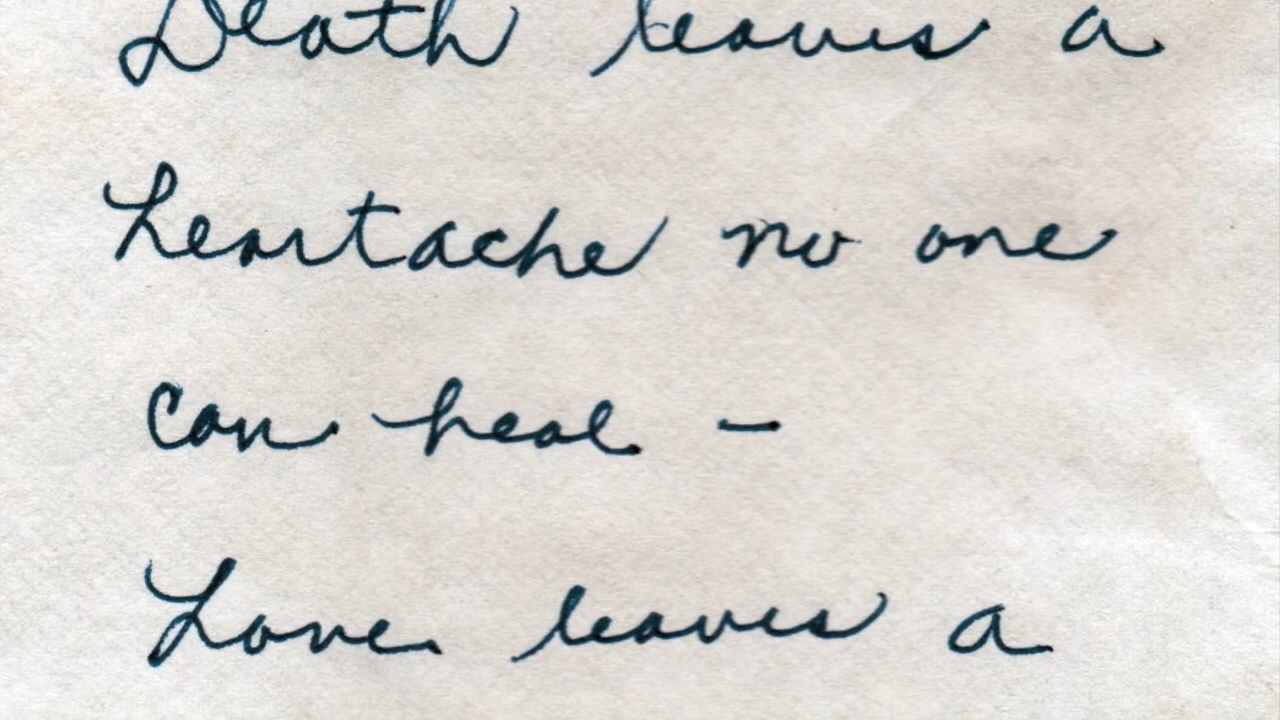 Death leaves a
heartache no one
can heal –
Love leaves a